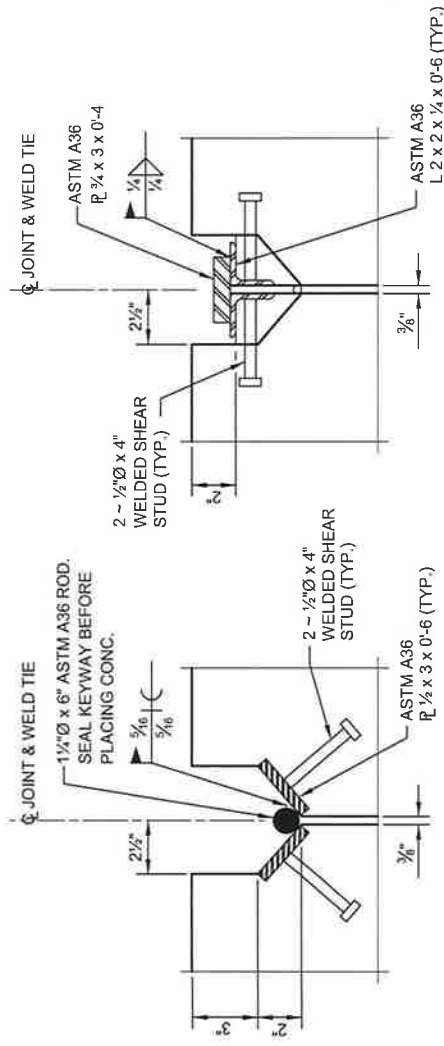 ℄ JOINT & WELD TIE
1¼"Ø x 6" ASTM A36 ROD.
SEAL KEYWAY BEFORE
PLACING CONC.
5/16
5/16
2½"
3"
2"
2 ~ ½"Ø x 4"
WELDED SHEAR
STUD (TYP.)
ASTM A36
PL ½ x 3 x 0'-6 (TYP.)
3/8"
℄ JOINT & WELD TIE
ASTM A36
PL ¾ x 3 x 0'-4
¼
¼
2½"
2 ~ ½"Ø x 4"
WELDED SHEAR
STUD (TYP.)
2"
ASTM A36
L 2 x 2 x ¼ x 0'-6 (TYP.)
3/8"